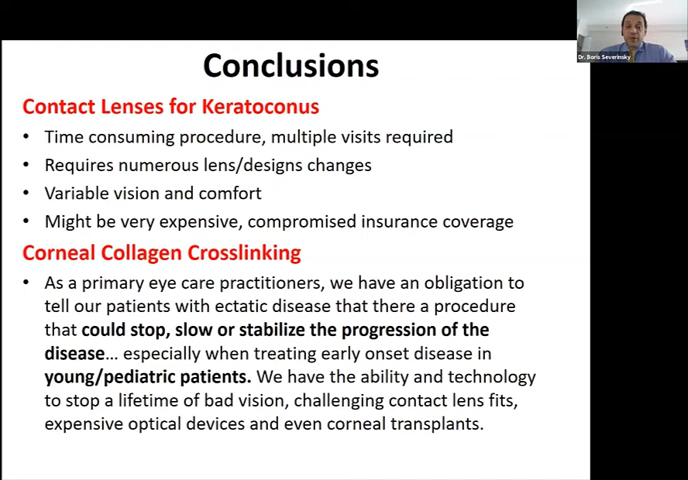 Dr. Boris Severinsky
Conclusions
Contact Lenses for Keratoconus
• Time consuming procedure, multiple visits required
• Requires numerous lens/designs changes
• Variable vision and comfort
• Might be very expensive, compromised insurance coverage
Corneal Collagen Crosslinking
• As a primary eye care practitioners, we have an obligation to
tell our patients with ectatic disease that there a procedure
that could stop, slow or stabilize the progression of the
disease… especially when treating early onset disease in
young/pediatric patients. We have the ability and technology
to stop a lifetime of bad vision, challenging contact lens fits,
expensive optical devices and even corneal transplants.